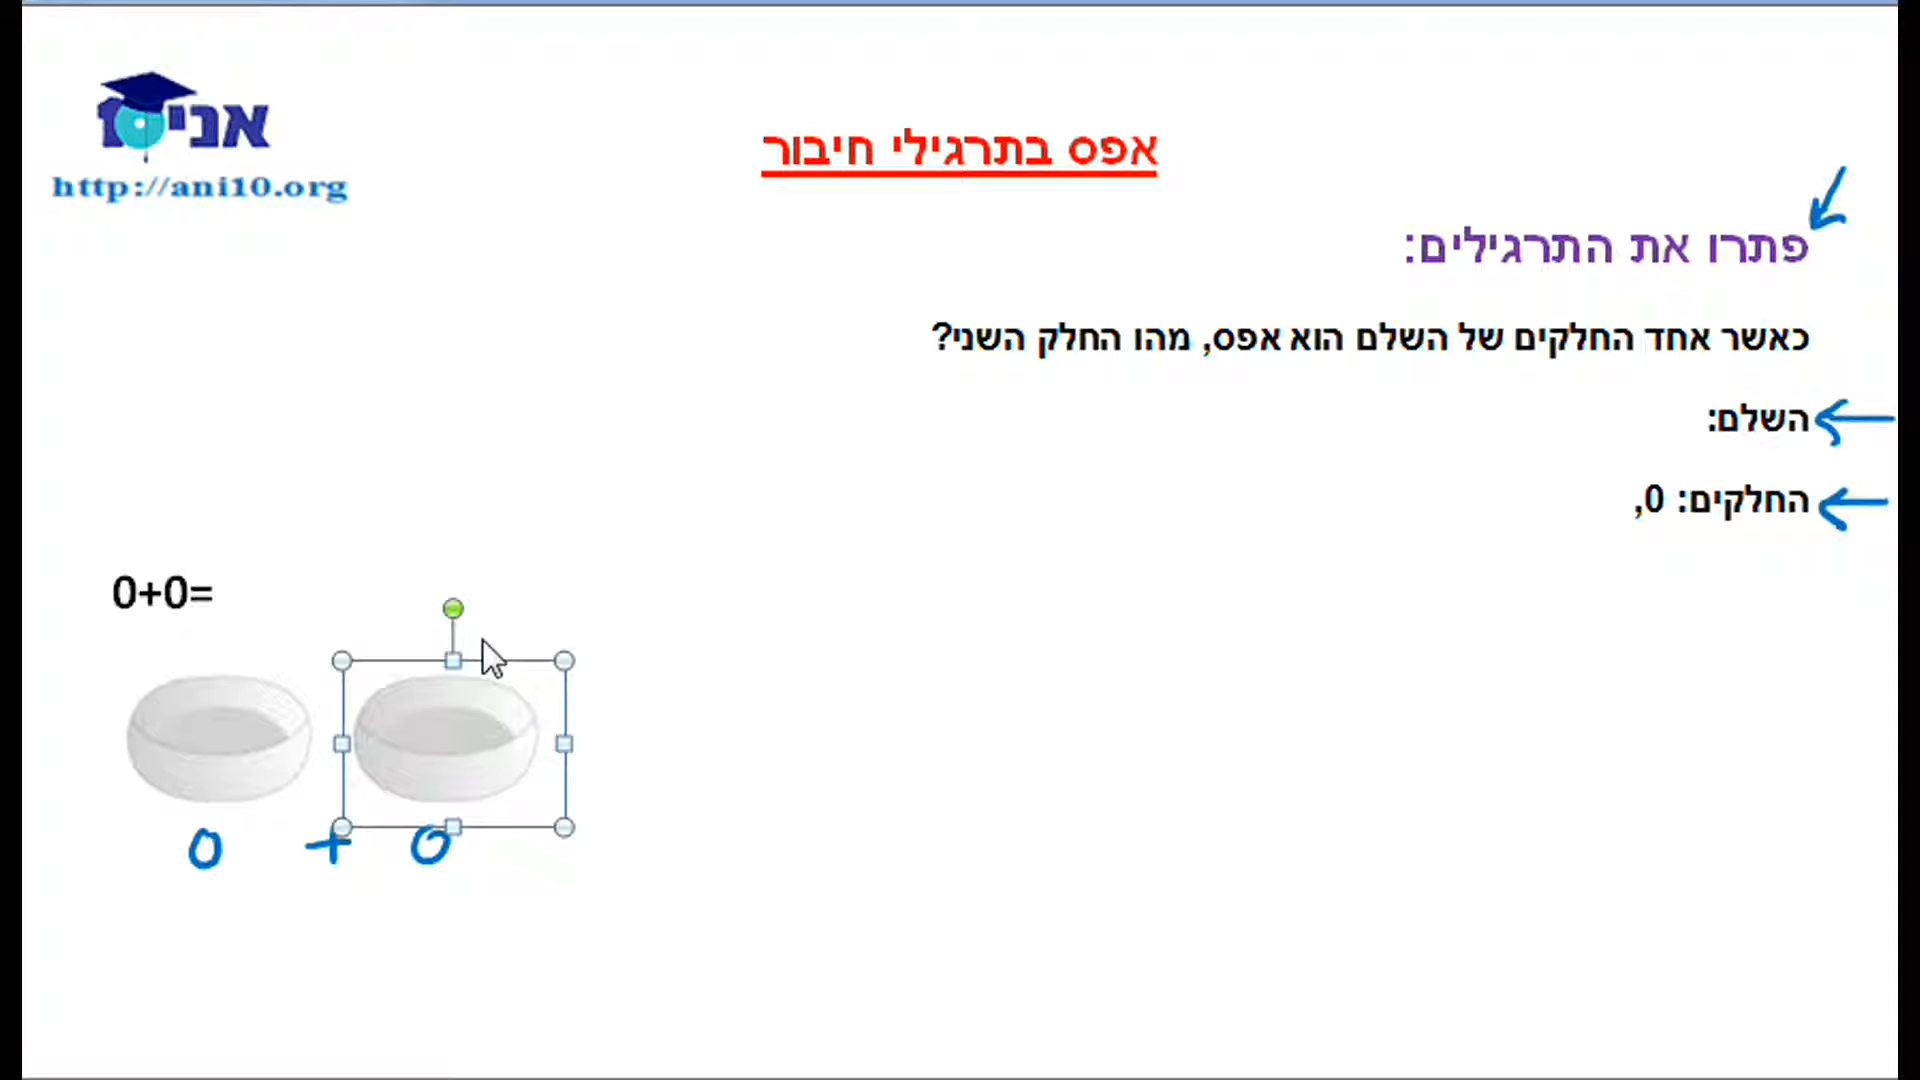 אני10
http://ani10.org
אפס בתרגילי חיבור
פתרו את התרגילים:
כאשר אחד החלקים של השלם הוא אפס, מהו החלק השני?
השלם:
החלקים: 0,
0+0=
0 + 0